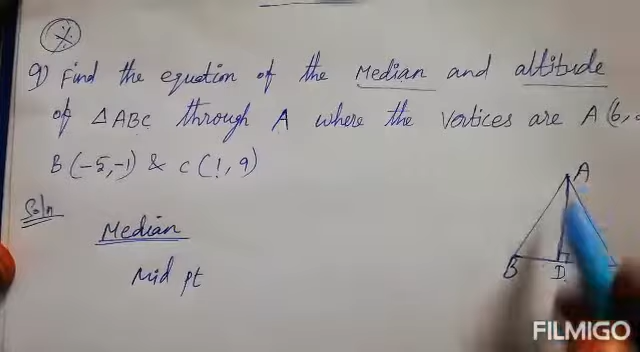 9) Find the equation of the Median and altitude
of △ABC through A where the Vertices are A(6,
B(-5,-1) & C(1,9)
Soln
Median
Mid pt
A
B
D
FILMIGO